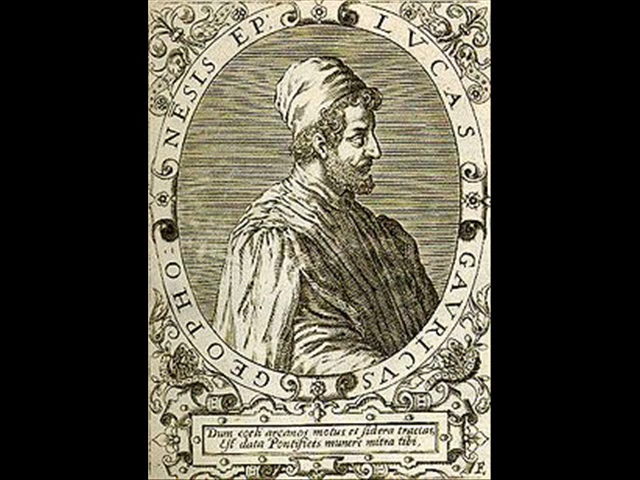 LVCAS GAVRICVS GEOPHONESIS EP:
Dum coeli arcanos motus et sidera tractas,
Est data Pontificis munere mitra tibi.